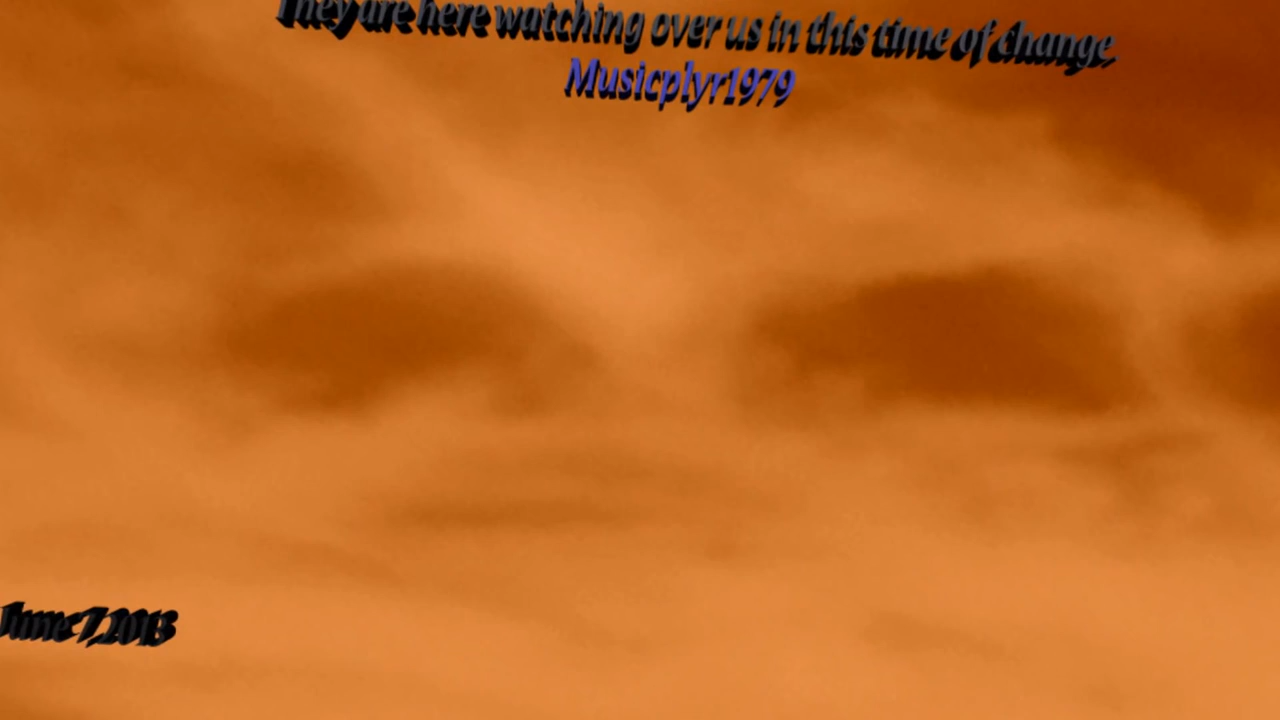 They are here watching over us in this time of change,
Musicplyr1979
June 7, 2013